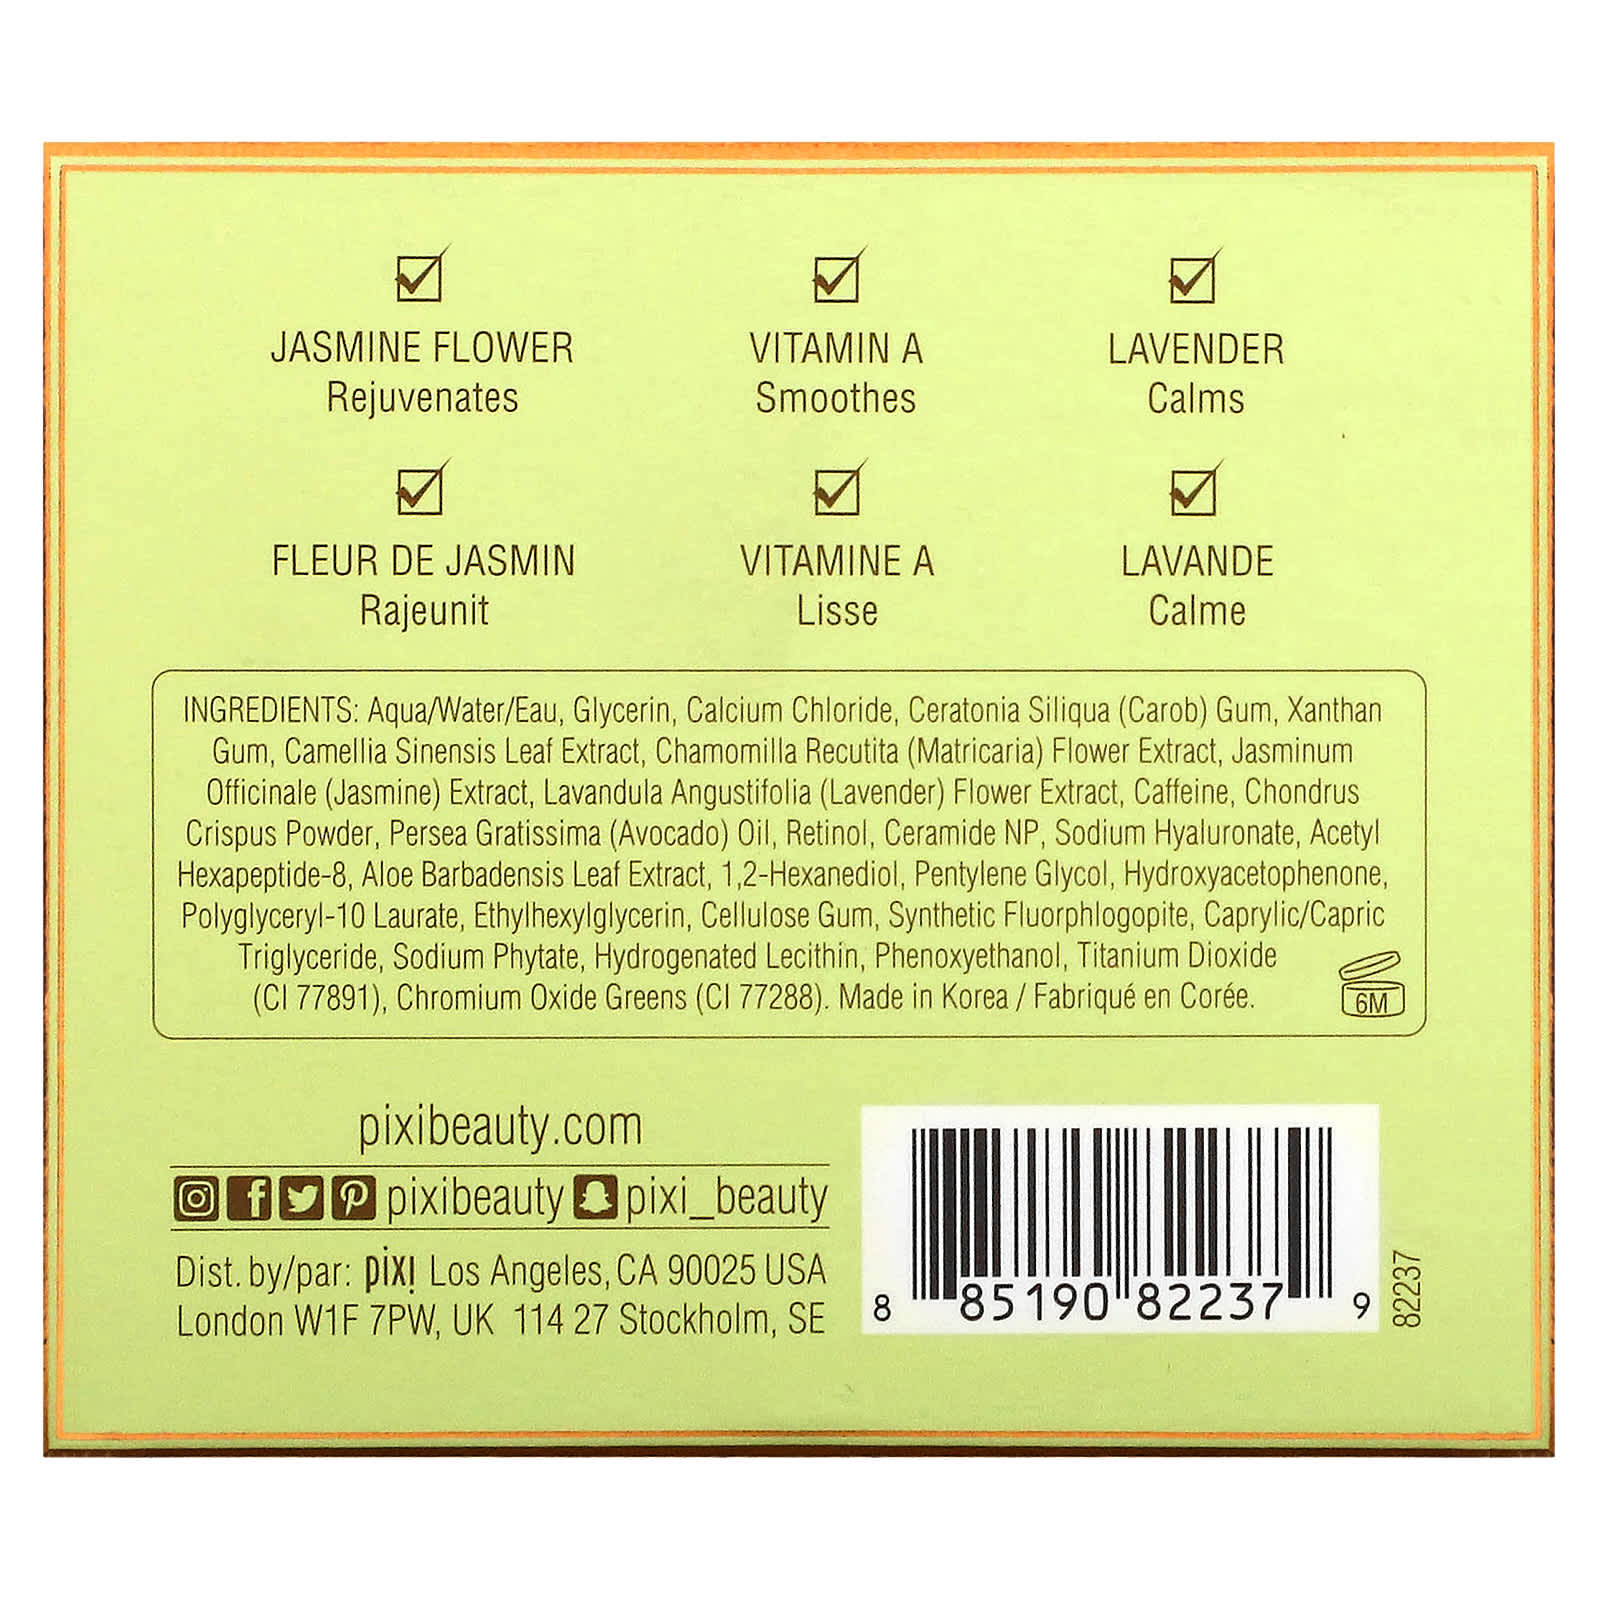 JASMINE FLOWER
Rejuvenates
VITAMIN A
Smoothes
LAVENDER
Calms
FLEUR DE JASMIN
Rajeunit
VITAMINE A
Lisse
LAVANDE
Calme
INGREDIENTS: Aqua/Water/Eau, Glycerin, Calcium Chloride, Ceratonia Siliqua (Carob) Gum, Xanthan
Gum, Camellia Sinensis Leaf Extract, Chamomilla Recutita (Matricaria) Flower Extract, Jasminum
Officinale (Jasmine) Extract, Lavandula Angustifolia (Lavender) Flower Extract, Caffeine, Chondrus
Crispus Powder, Persea Gratissima (Avocado) Oil, Retinol, Ceramide NP, Sodium Hyaluronate, Acetyl
Hexapeptide-8, Aloe Barbadensis Leaf Extract, 1,2-Hexanediol, Pentylene Glycol, Hydroxyacetophenone,
Polyglyceryl-10 Laurate, Ethylhexylglycerin, Cellulose Gum, Synthetic Fluorphlogopite, Caprylic/Capric
Triglyceride, Sodium Phytate, Hydrogenated Lecithin, Phenoxyethanol, Titanium Dioxide
(CI 77891), Chromium Oxide Greens (CI 77288). Made in Korea / Fabriqué en Corée.
6M
pixibeauty.com
pixibeauty pixi_beauty
Dist. by/par: pixi Los Angeles, CA 90025 USA
London W1F 7PW, UK 114 27 Stockholm, SE
8 85190 82237 9
82237